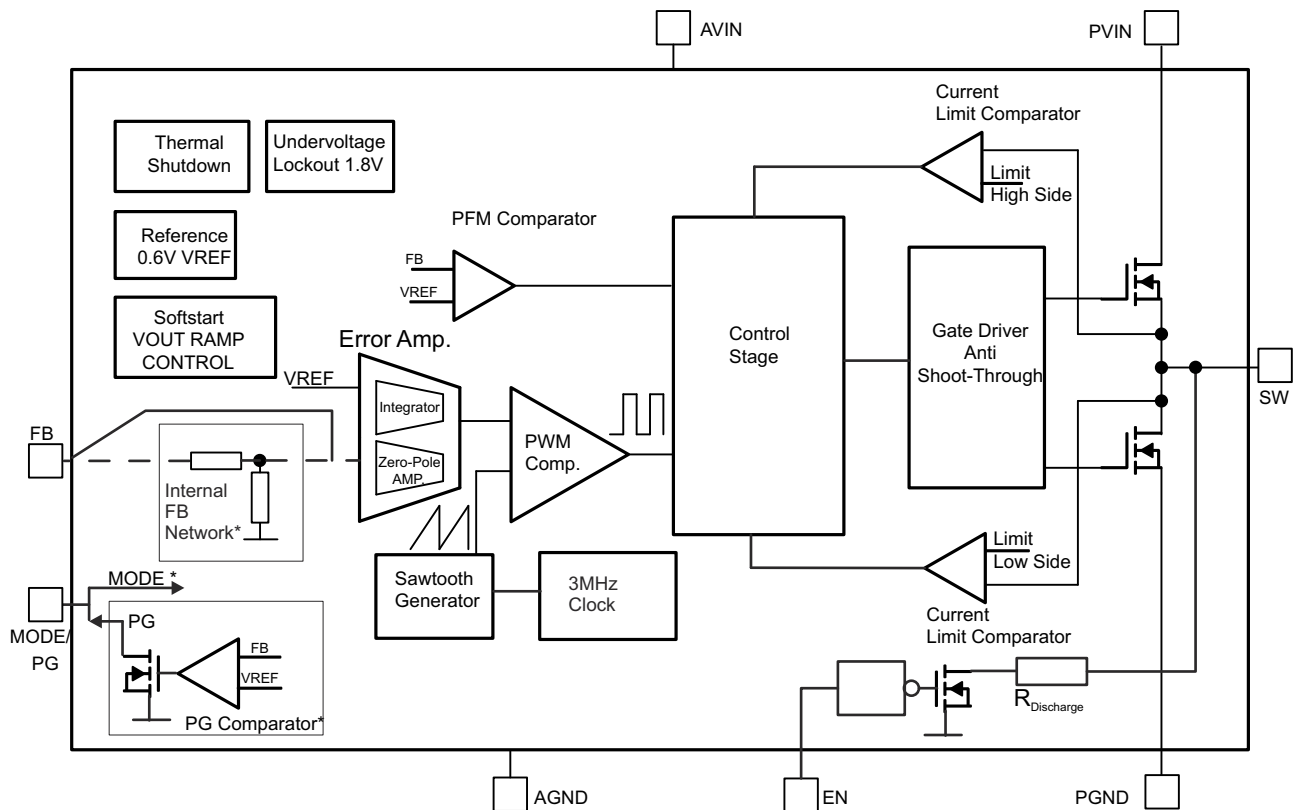 AVIN
PVIN
Current
Limit Comparator
Thermal
Shutdown
Undervoltage
Lockout 1.8V
Limit
High Side
PFM Comparator
Reference
0.6V VREF
FB
VREF
Softstart
VOUT RAMP
CONTROL
Error Amp.
Control
Stage
Gate Driver
Anti
Shoot-Through
VREF
Integrator
SW
FB
Zero-Pole
AMP.
PWM
Comp.
Internal
FB
Network*
Limit
Low Side
MODE *
Sawtooth
Generator
3MHz
Clock
MODE/
PG
PG
Current
Limit Comparator
FB
VREF
PG Comparator*
RDischarge
AGND
EN
PGND